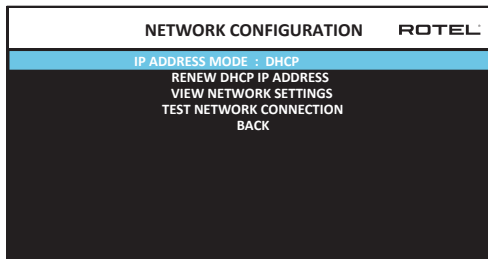 NETWORK CONFIGURATION ROTEL
IP ADDRESS MODE : DHCP
RENEW DHCP IP ADDRESS
VIEW NETWORK SETTINGS
TEST NETWORK CONNECTION
BACK